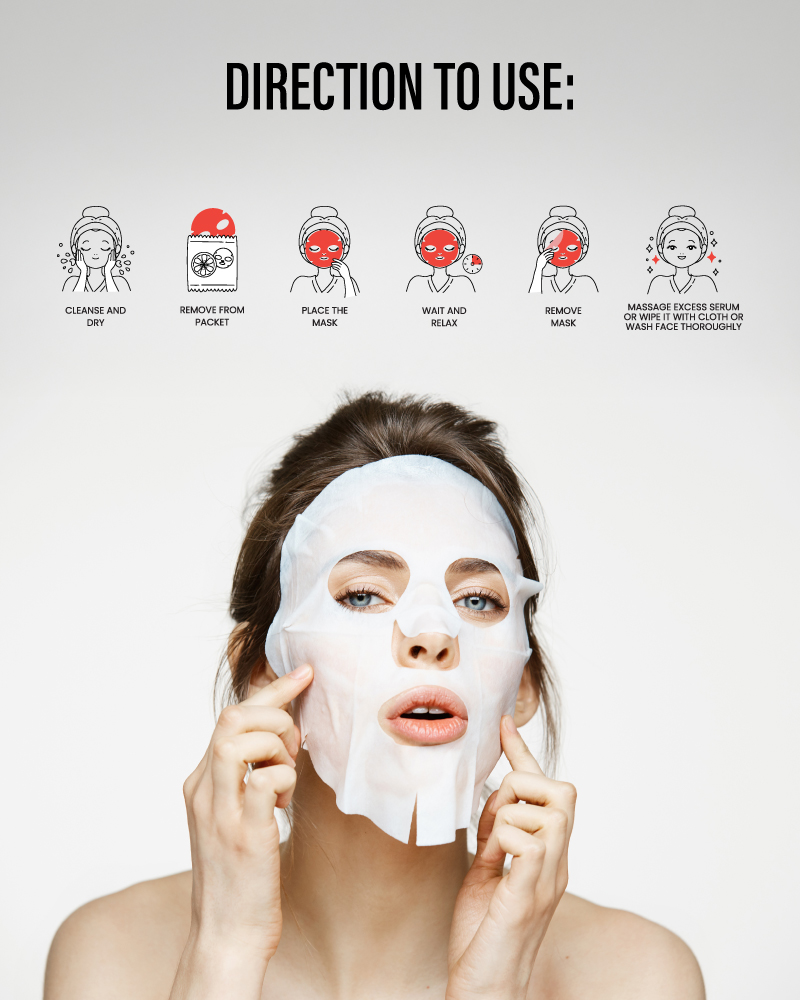 DIRECTION TO USE:
CLEANSE AND
DRY
REMOVE FROM
PACKET
PLACE THE
MASK
WAIT AND
RELAX
REMOVE
MASK
MASSAGE EXCESS SERUM
OR WIPE IT WITH CLOTH OR
WASH FACE THOROUGHLY